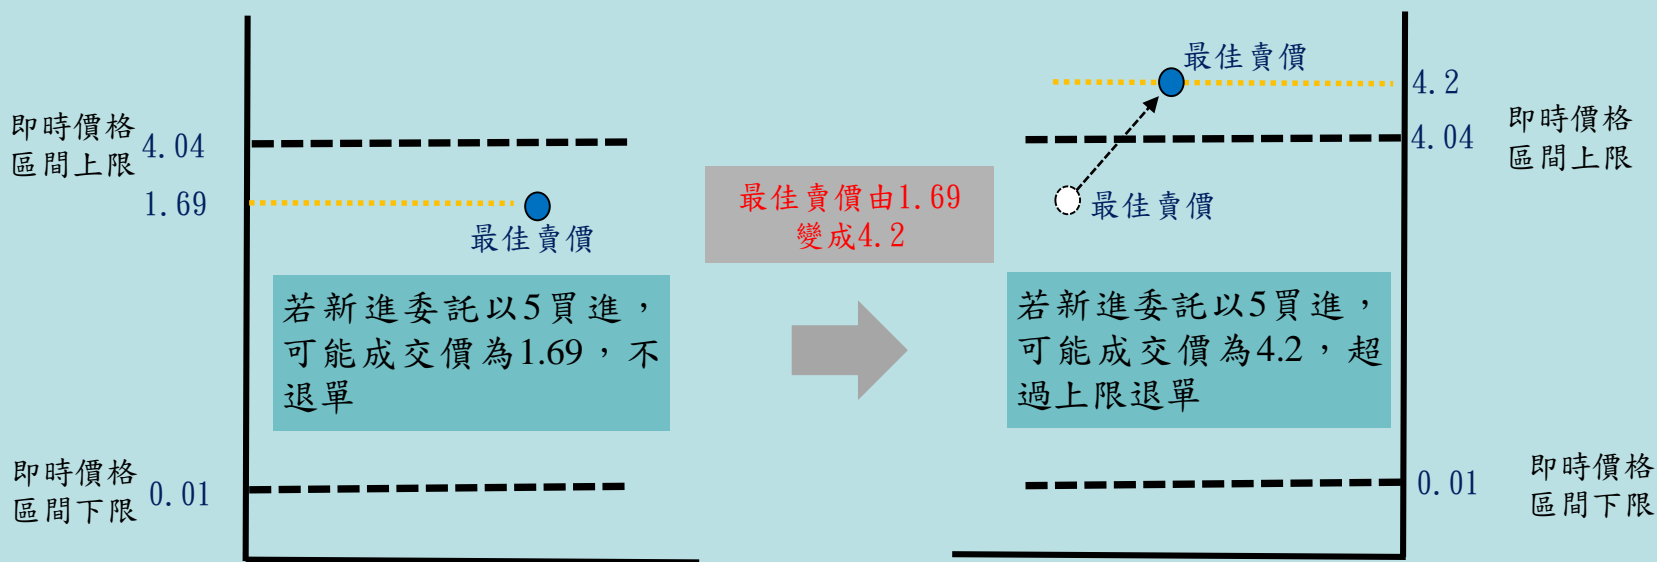 即時價格
區間上限
4.04
1.69
最佳賣價
若新進委託以5買進，
可能成交價為1.69，不
退單
即時價格
區間下限
0.01
最佳賣價由1.69
變成4.2
最佳賣價
4.2
4.04
即時價格
區間上限
最佳賣價
若新進委託以5買進，
可能成交價為4.2，超
過上限退單
0.01
即時價格
區間下限